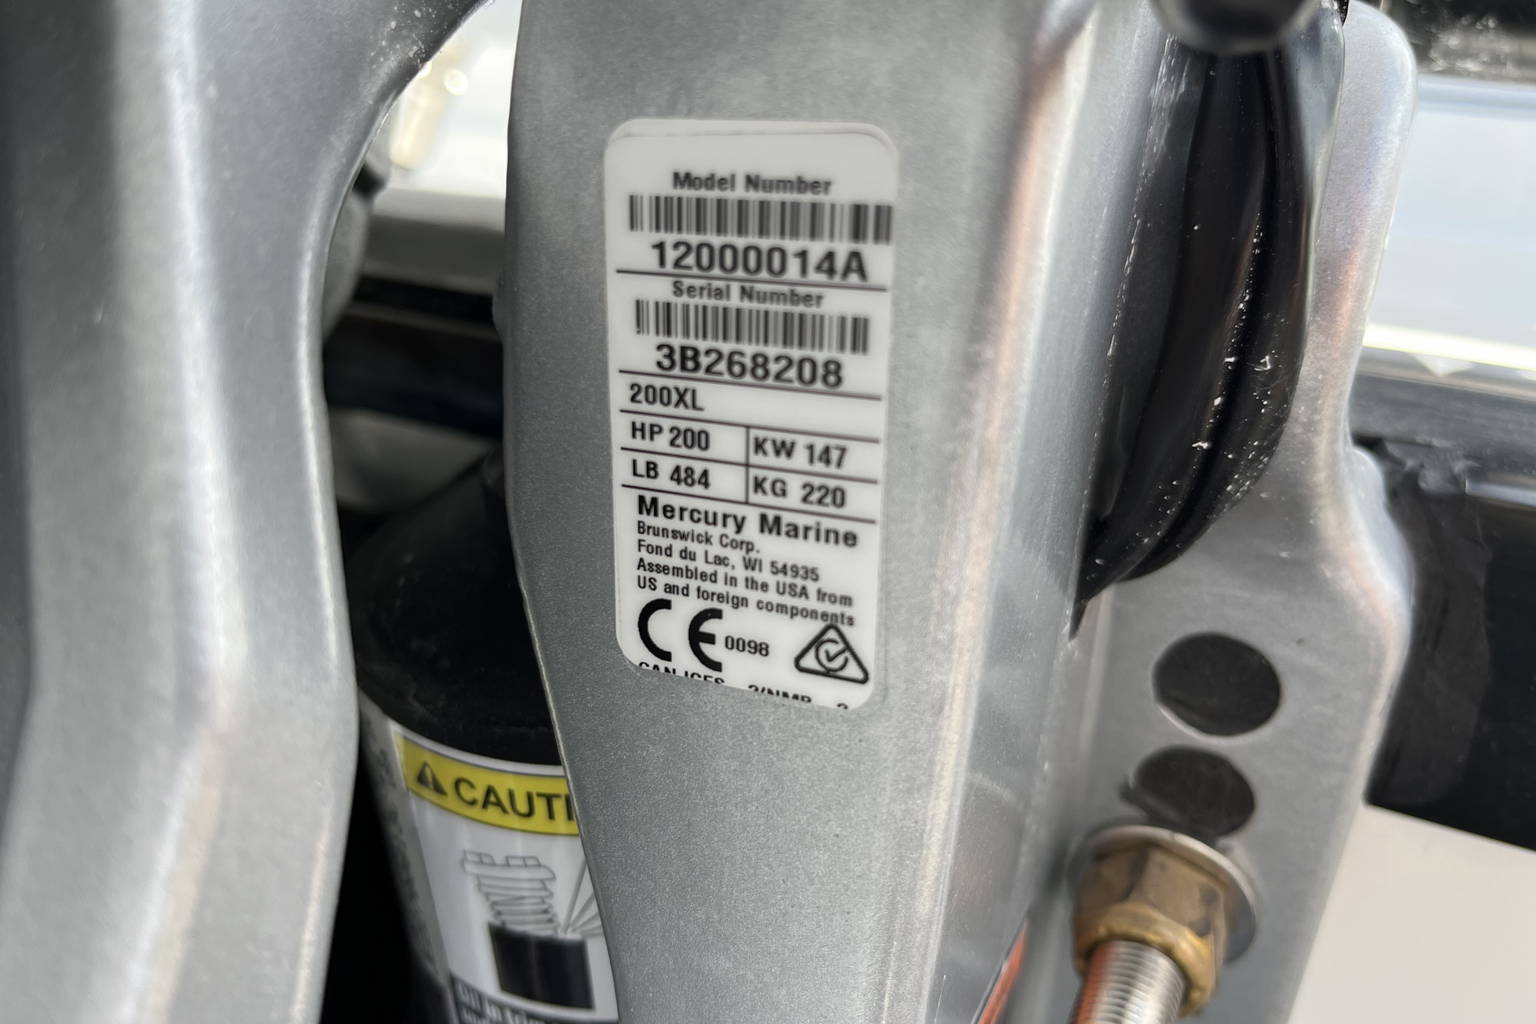 Model Number
12000014A
Serial Number
3B268208
200XL
HP 200 KW 147
LB 484 KG 220
Mercury Marine
Brunswick Corp.
Fond du Lac, WI 54935
Assembled in the USA from
US and foreign components
CE 0098
CAUTI